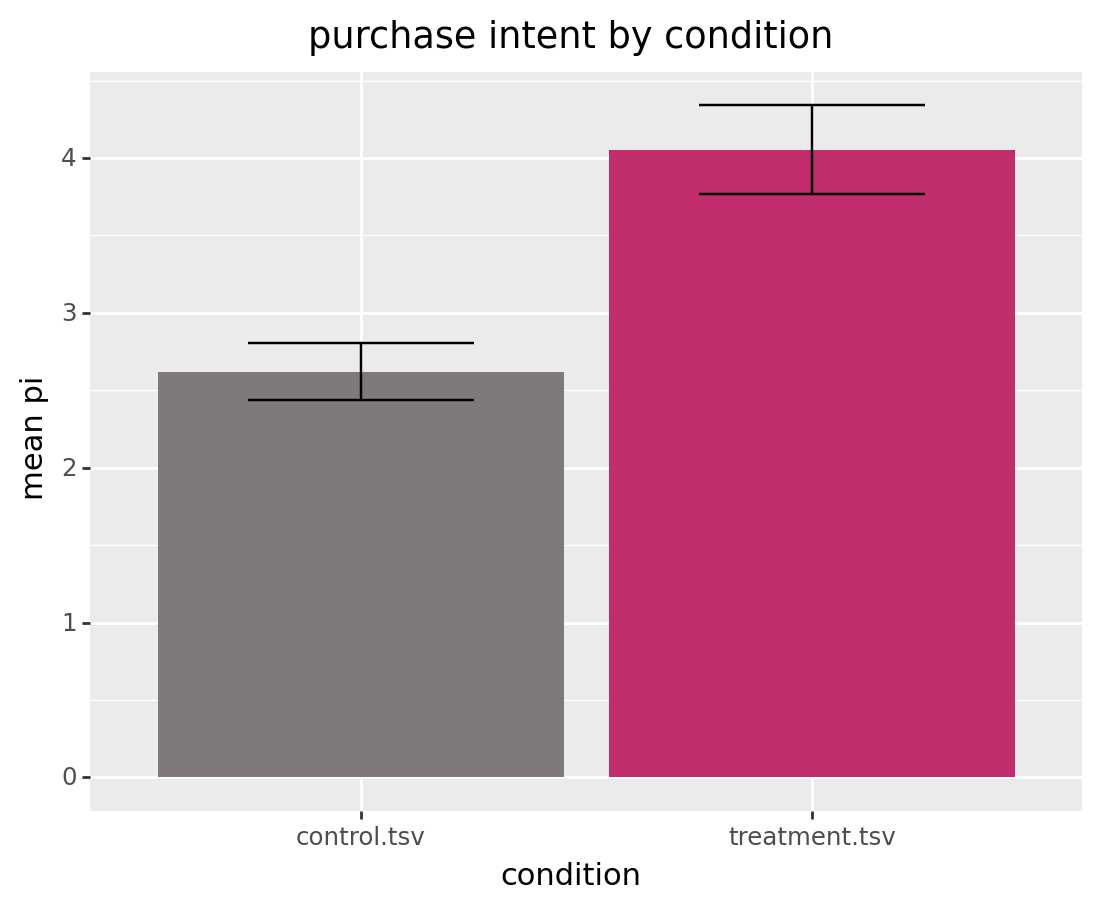 purchase intent by condition
mean pi
4
3
2
1
0
control.tsv
treatment.tsv
condition